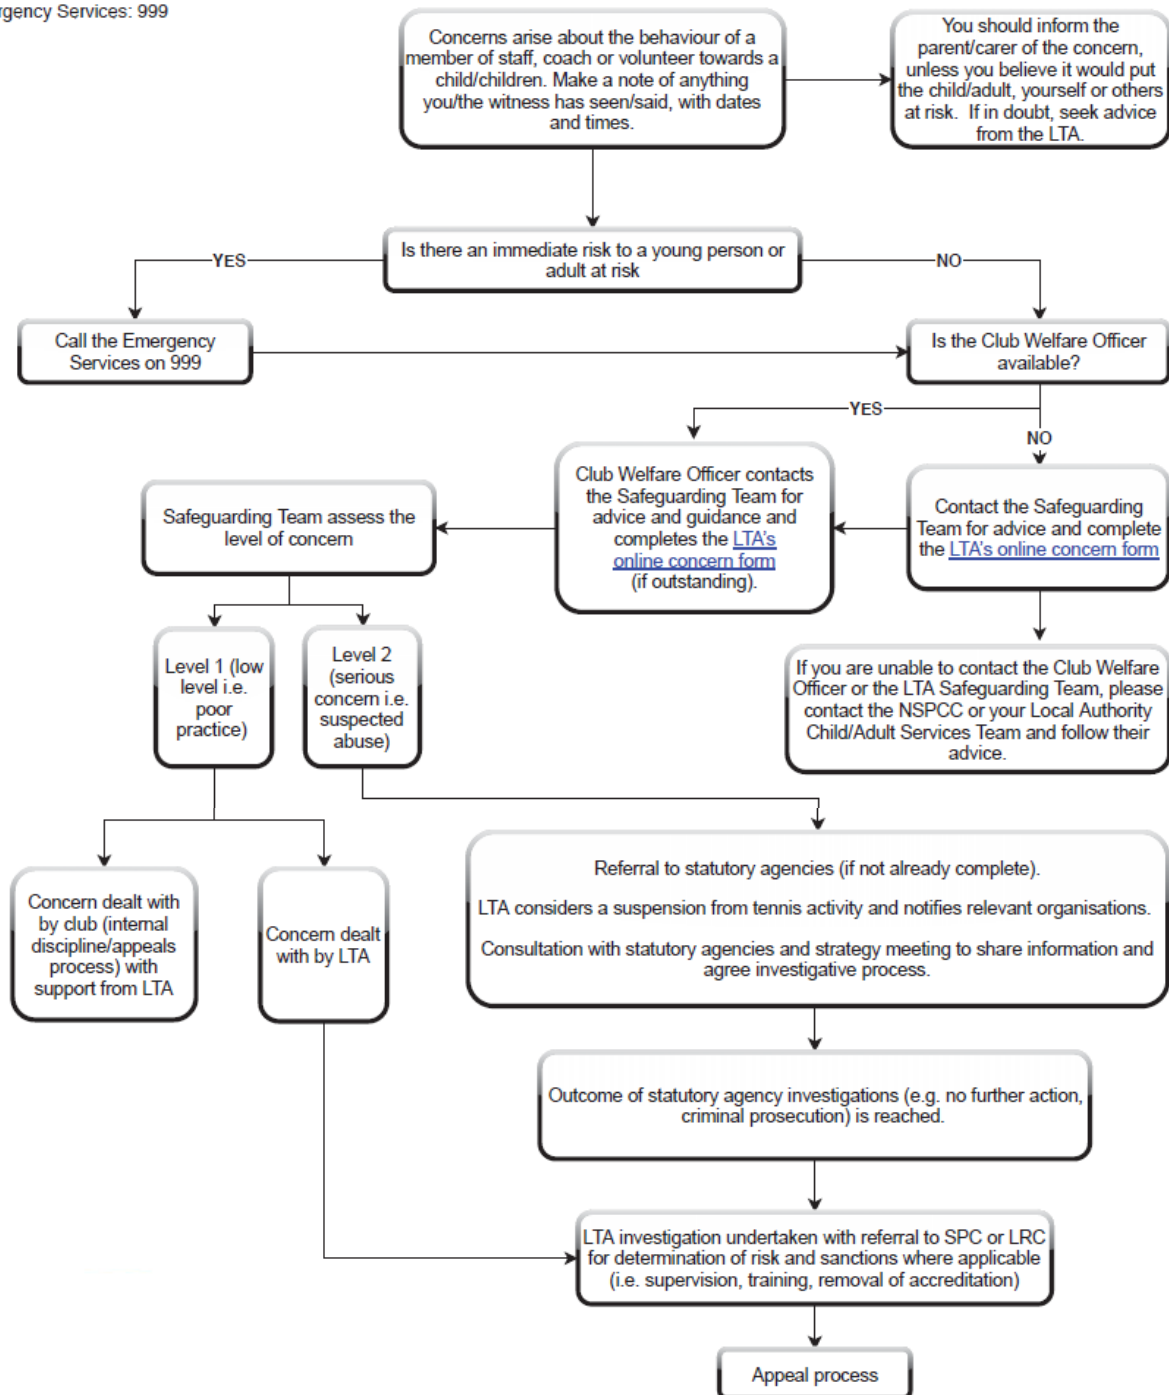 rgency Services: 999
Concerns arise about the behaviour of a
member of staff, coach or volunteer towards a
child/children. Make a note of anything
you/the witness has seen/said, with dates
and times.
You should inform the
parent/carer of the concern,
unless you believe it would put
the child/adult, yourself or others
at risk. If in doubt, seek advice
from the LTA.
Is there an immediate risk to a young person or
adult at risk
YES
NO
Call the Emergency
Services on 999
Is the Club Welfare Officer
available?
YES
NO
Club Welfare Officer contacts
the Safeguarding Team for
advice and guidance and
completes the LTA's
online concern form
(if outstanding).
Contact the Safeguarding
Team for advice and complete
the LTA's online concern form
Safeguarding Team assess the
level of concern
Level 1 (low
level i.e.
poor
practice)
Level 2
(serious
concern i.e.
suspected
abuse)
If you are unable to contact the Club Welfare
Officer or the LTA Safeguarding Team, please
contact the NSPCC or your Local Authority
Child/Adult Services Team and follow their
advice.
Concern dealt with
by club (internal
discipline/appeals
process) with
support from LTA
Concern dealt
with by LTA
Referral to statutory agencies (if not already complete).
LTA considers a suspension from tennis activity and notifies relevant organisations.
Consultation with statutory agencies and strategy meeting to share information and
agree investigative process.
Outcome of statutory agency investigations (e.g. no further action,
criminal prosecution) is reached.
LTA investigation undertaken with referral to SPC or LRC
for determination of risk and sanctions where applicable
(i.e. supervision, training, removal of accreditation)
Appeal process